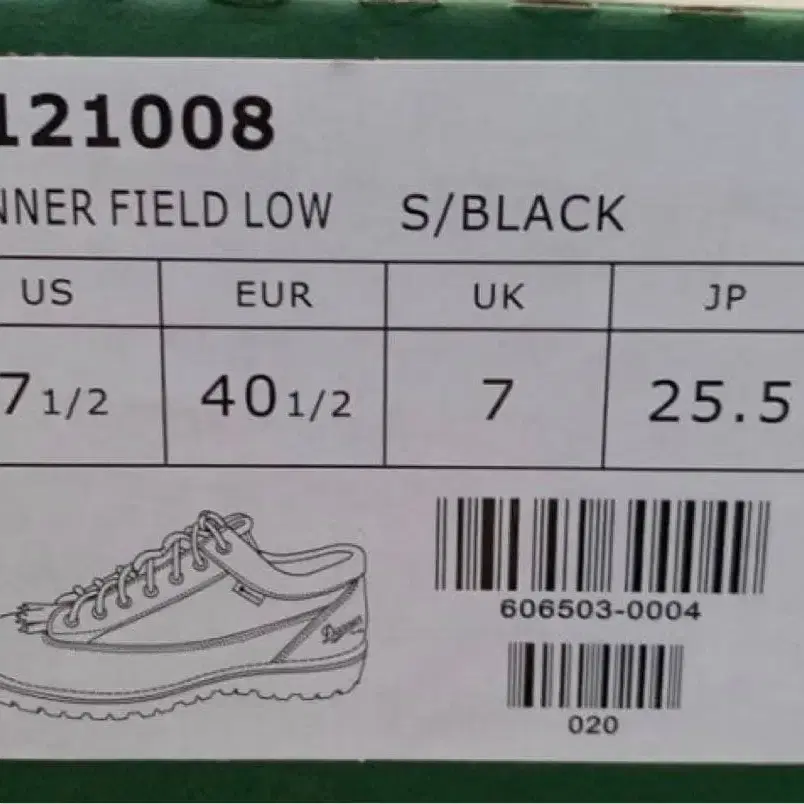 121008
NNER FIELD LOW S/BLACK
US EUR UK JP
7 1/2 40 1/2 7 25.5
Danner
606503-0004
020